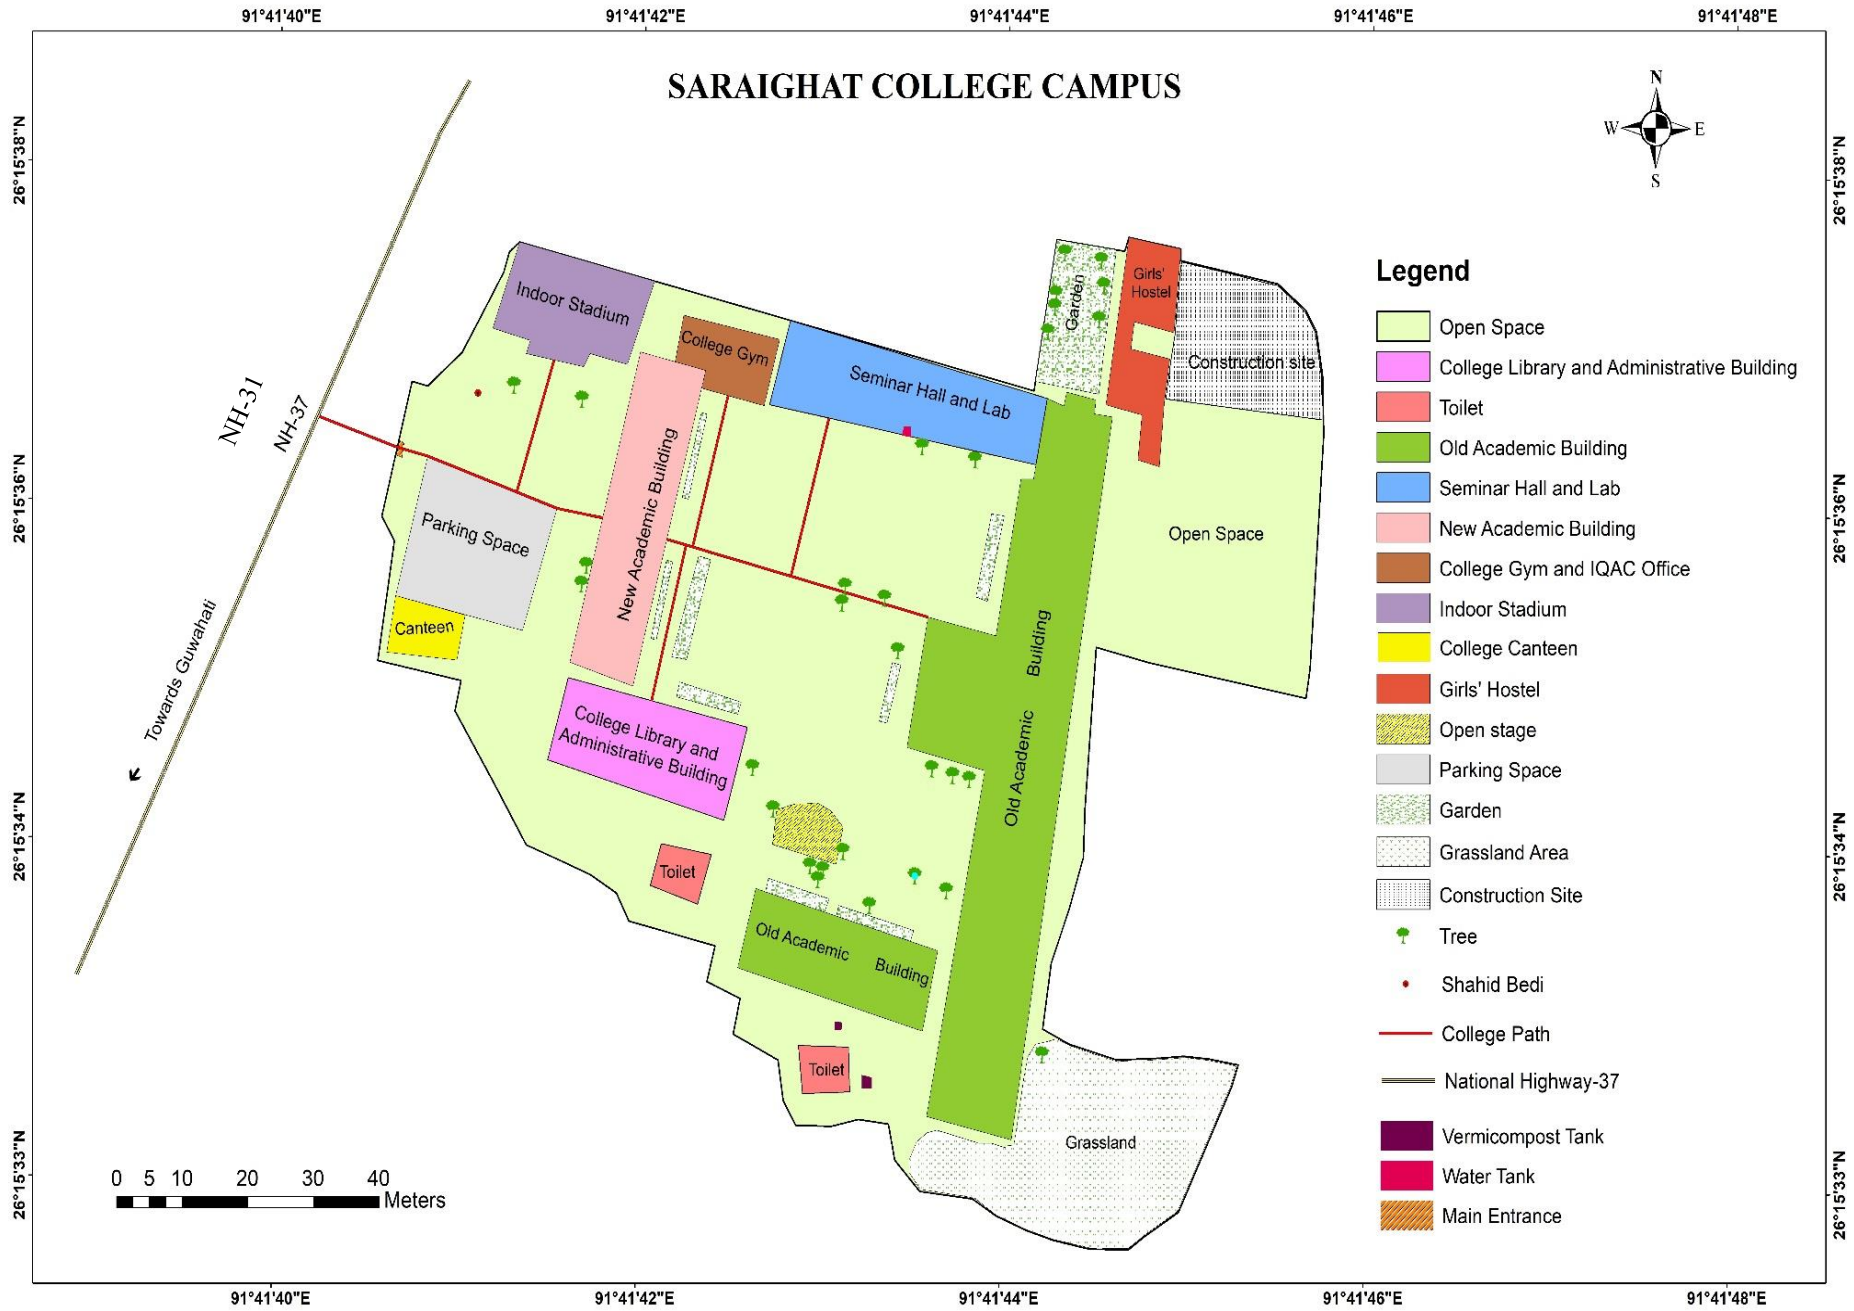 91°41'40"E
91°41'42"E
91°41'44"E
91°41'46"E
91°41'48"E
SARAIGHAT COLLEGE CAMPUS
N
W
E
S
26°15'38"N
26°15'38"N
26°15'36"N
26°15'36"N
26°15'34"N
26°15'34"N
26°15'33"N
26°15'33"N
NH-31
NH-37
Towards Guwahati
Indoor Stadium
College Gym
Seminar Hall and Lab
Garden
Girls'
Hostel
Construction site
Open Space
Parking Space
Canteen
New Academic Building
College Library and
Administrative Building
Old Academic Building
Toilet
Old Academic Building
Toilet
Grassland
Legend
Open Space
College Library and Administrative Building
Toilet
Old Academic Building
Seminar Hall and Lab
New Academic Building
College Gym and IQAC Office
Indoor Stadium
College Canteen
Girls' Hostel
Open stage
Parking Space
Garden
Grassland Area
Construction Site
Tree
Shahid Bedi
College Path
National Highway-37
Vermicompost Tank
Water Tank
Main Entrance
0 5 10 20 30 40
Meters
91°41'40"E
91°41'42"E
91°41'44"E
91°41'46"E
91°41'48"E